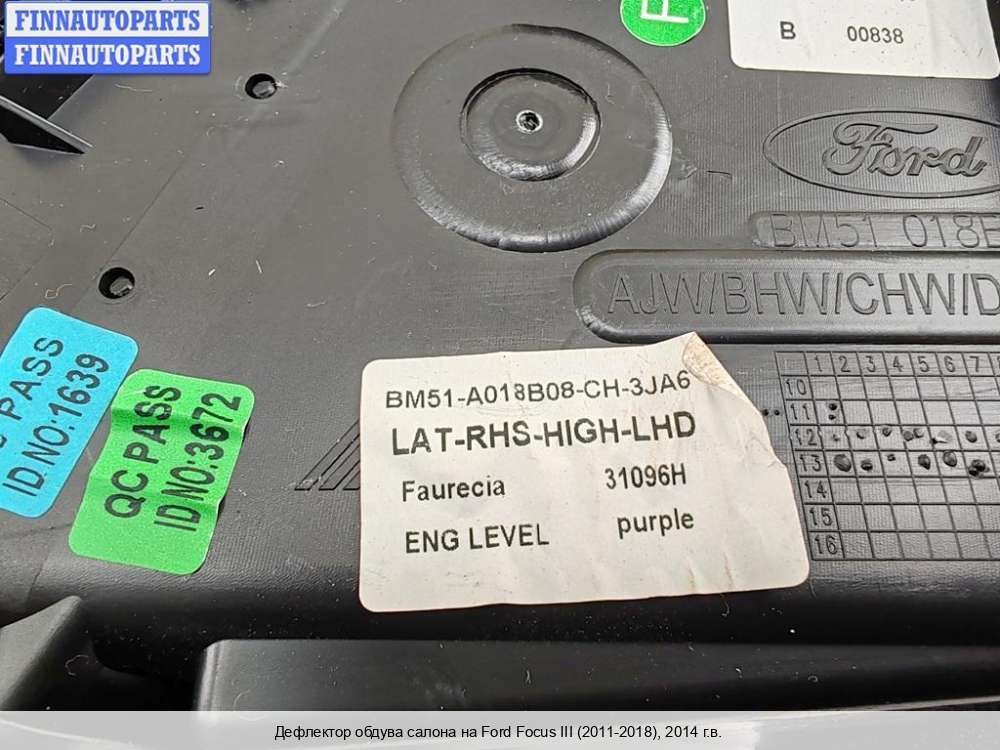 FINNAUTOPARTS
FINNAUTOPARTS
B 00838
Ford
BM51 018B
AJW/BHW/CHW/D
PASS
ID NO:1639
QC PASS
ID NO:3672
BM51-A018B08-CH-3JA6
LAT-RHS-HIGH-LHD
Faurecia 31096H
ENG LEVEL purple
1 2 3 4 5 6 7 8
10
11
12
13
14
15
16
Дефлектор обдува салона на Ford Focus III (2011-2018), 2014 г.в.